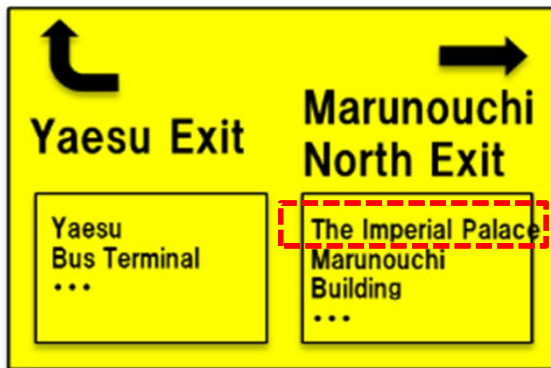 Yaesu Exit
Yaesu
Bus Terminal
•••
Marunouchi
North Exit
The Imperial Palace
Marunouchi
Building
•••